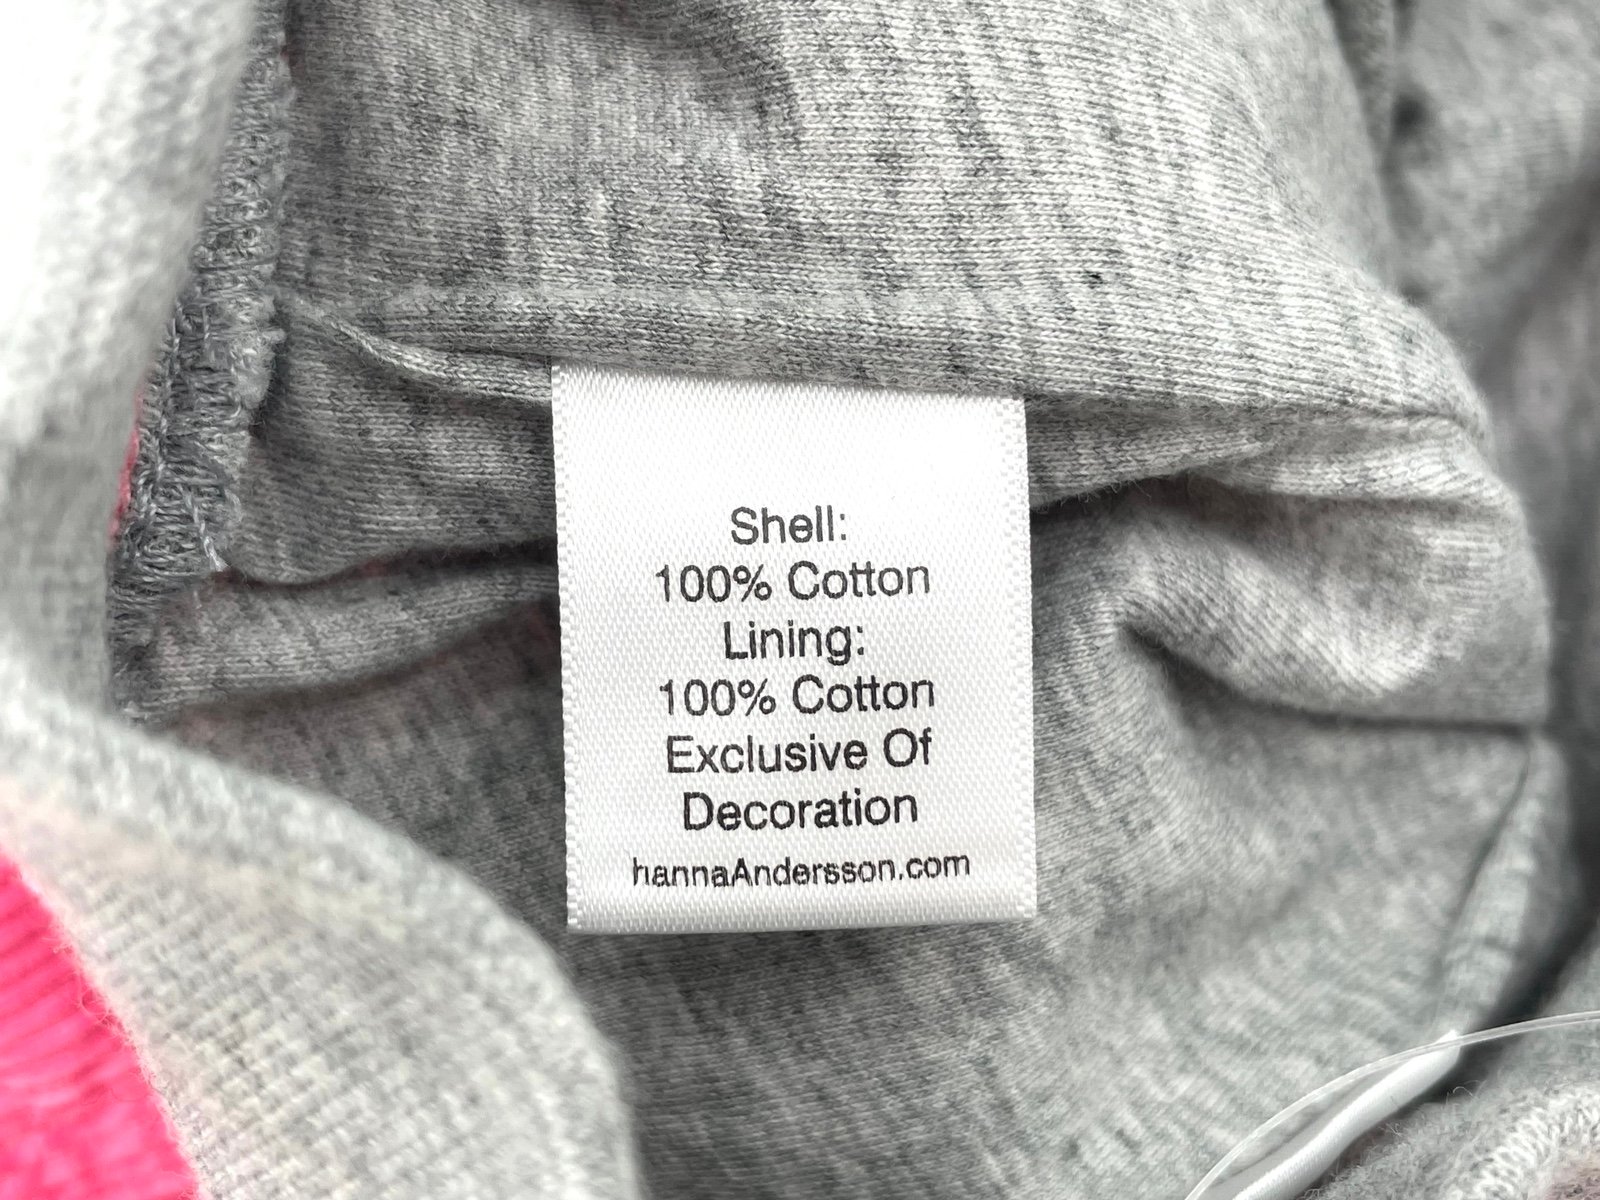 Shell:
100% Cotton
Lining:
100% Cotton
Exclusive Of
Decoration
hannaAndersson.com